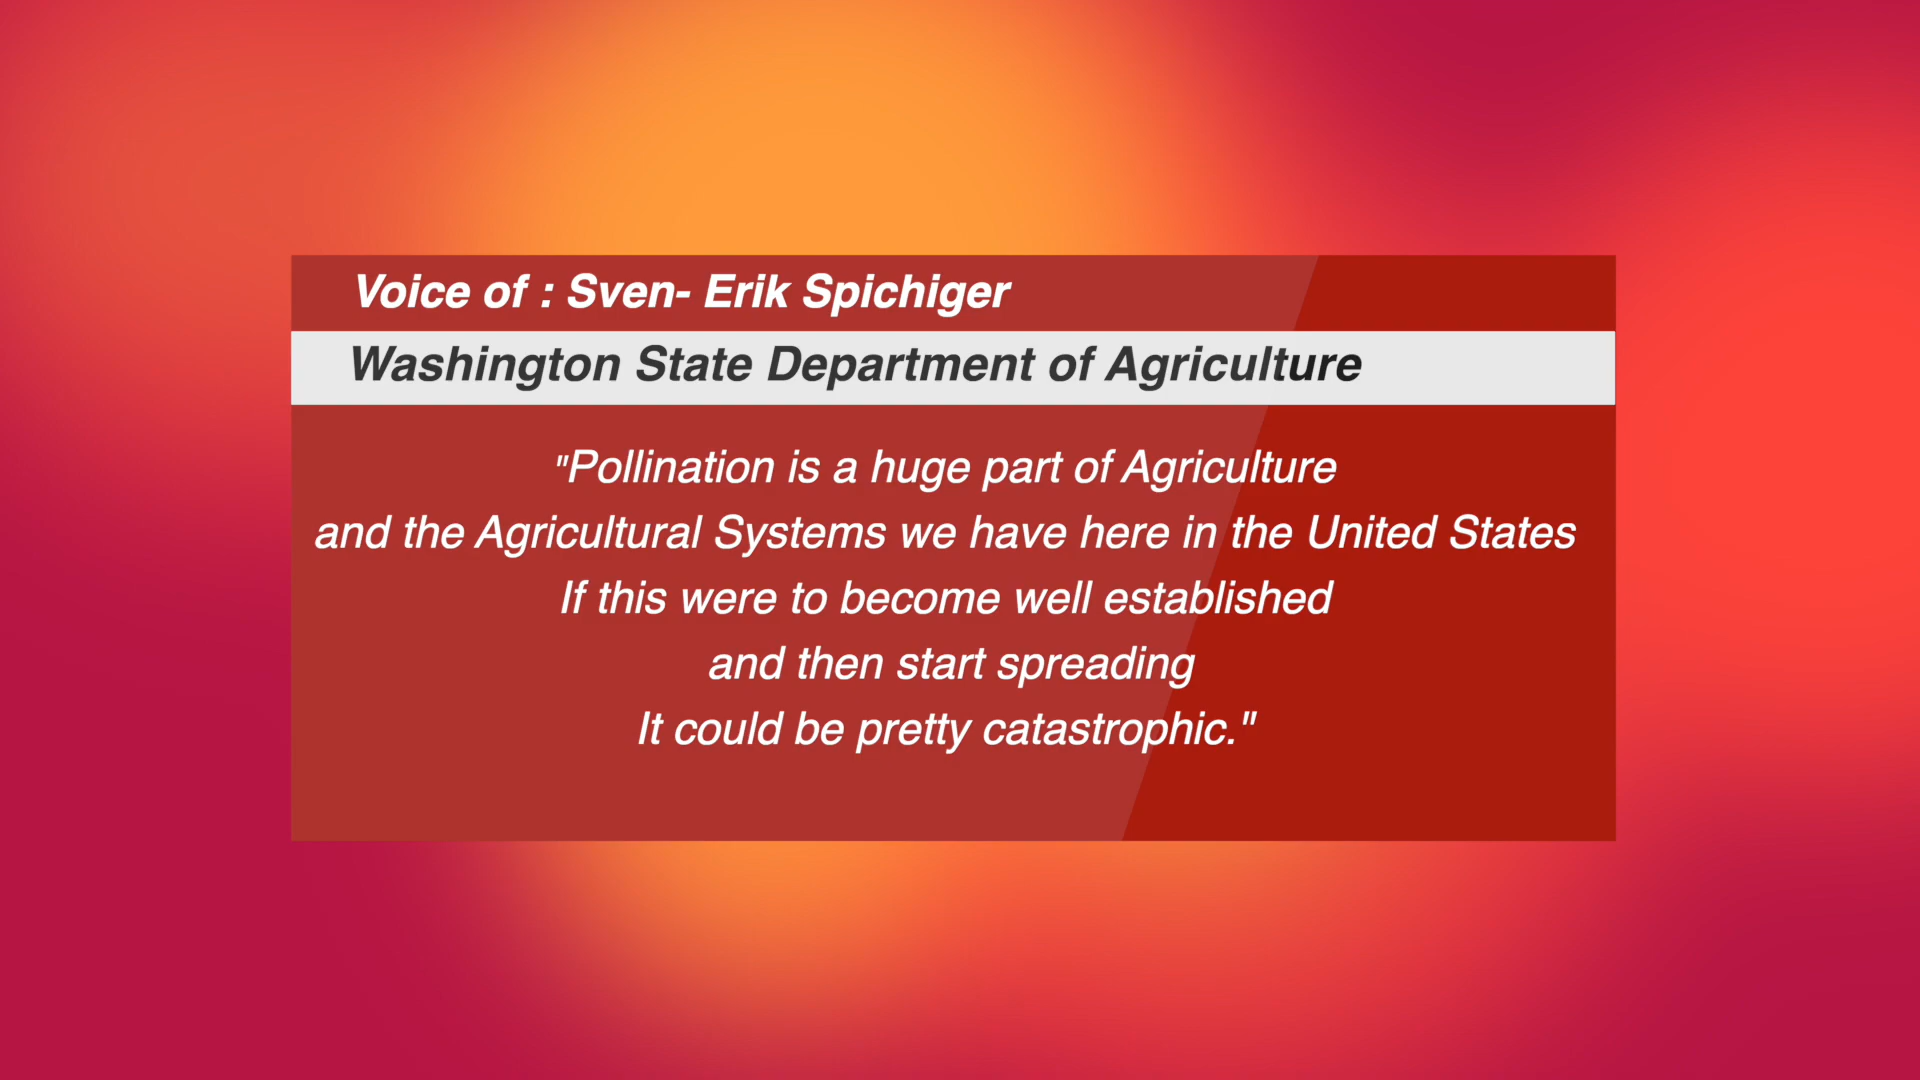 Voice of : Sven- Erik Spichiger
Washington State Department of Agriculture
"Pollination is a huge part of Agriculture
and the Agricultural Systems we have here in the United States
If this were to become well established
and then start spreading
It could be pretty catastrophic."